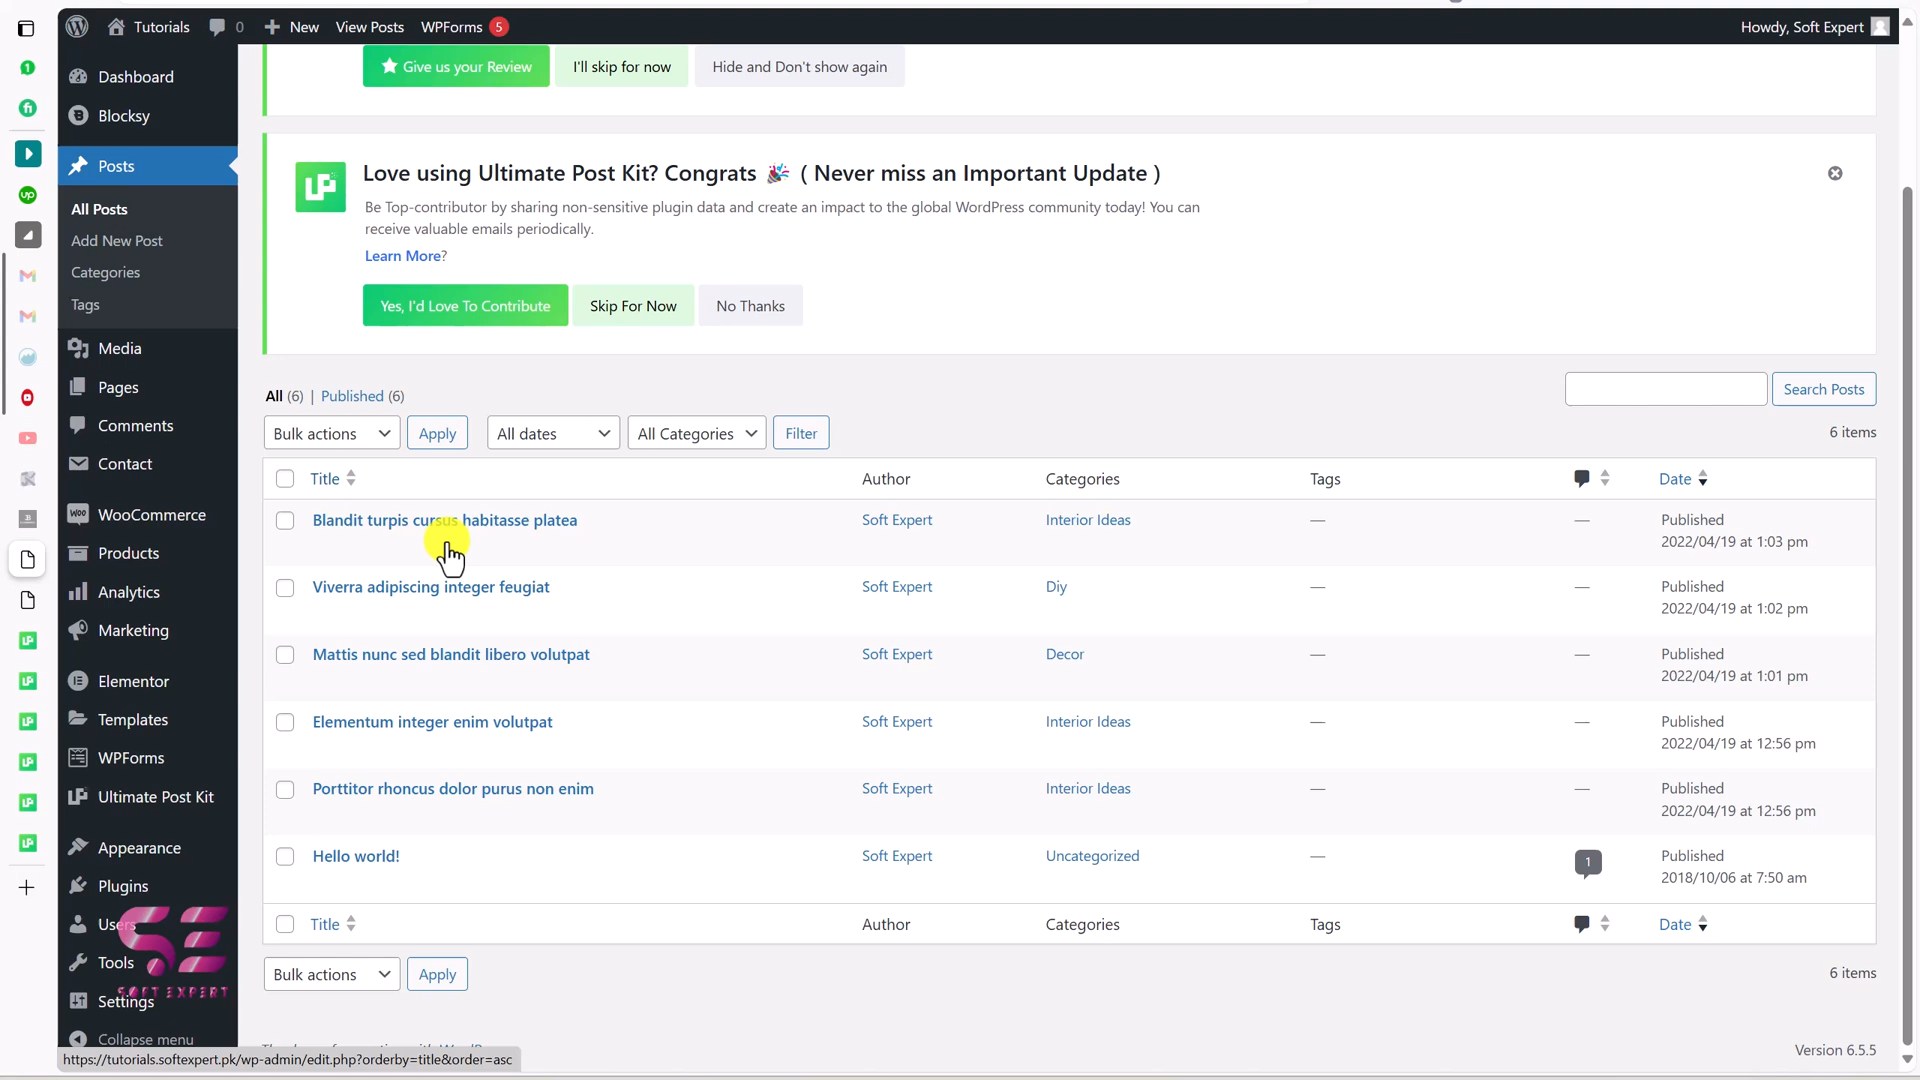 Tutorials 0 New View Posts WPForms 5 Howdy, Soft Expert
Dashboard
Blocksy
Posts
All Posts
Add New Post
Categories
Tags
Media
Pages
Comments
Contact
WooCommerce
Products
Analytics
Marketing
Elementor
Templates
WPForms
Ultimate Post Kit
Appearance
Plugins
Users
Tools
Settings
Collapse menu
SOFT EXPERT
Give us your Review I'll skip for now Hide and Don't show again
Love using Ultimate Post Kit? Congrats 🎉 ( Never miss an Important Update )
Be Top-contributor by sharing non-sensitive plugin data and create an impact to the global WordPress community today! You can
receive valuable emails periodically.
Learn More?
Yes, I'd Love To Contribute Skip For Now No Thanks
All (6) | Published (6) Search Posts
Bulk actions Apply All dates All Categories Filter 6 items
Title Author Categories Tags Date
Blandit turpis cursus habitasse platea Soft Expert Interior Ideas — — Published
2022/04/19 at 1:03 pm
Viverra adipiscing integer feugiat Soft Expert Diy — — Published
2022/04/19 at 1:02 pm
Mattis nunc sed blandit libero volutpat Soft Expert Decor — — Published
2022/04/19 at 1:01 pm
Elementum integer enim volutpat Soft Expert Interior Ideas — — Published
2022/04/19 at 12:56 pm
Porttitor rhoncus dolor purus non enim Soft Expert Interior Ideas — — Published
2022/04/19 at 12:56 pm
Hello world! Soft Expert Uncategorized — 1 Published
2018/10/06 at 7:50 am
Title Author Categories Tags Date
Bulk actions Apply 6 items
Version 6.5.5
https://tutorials.softexpert.pk/wp-admin/edit.php?orderby=title&order=asc